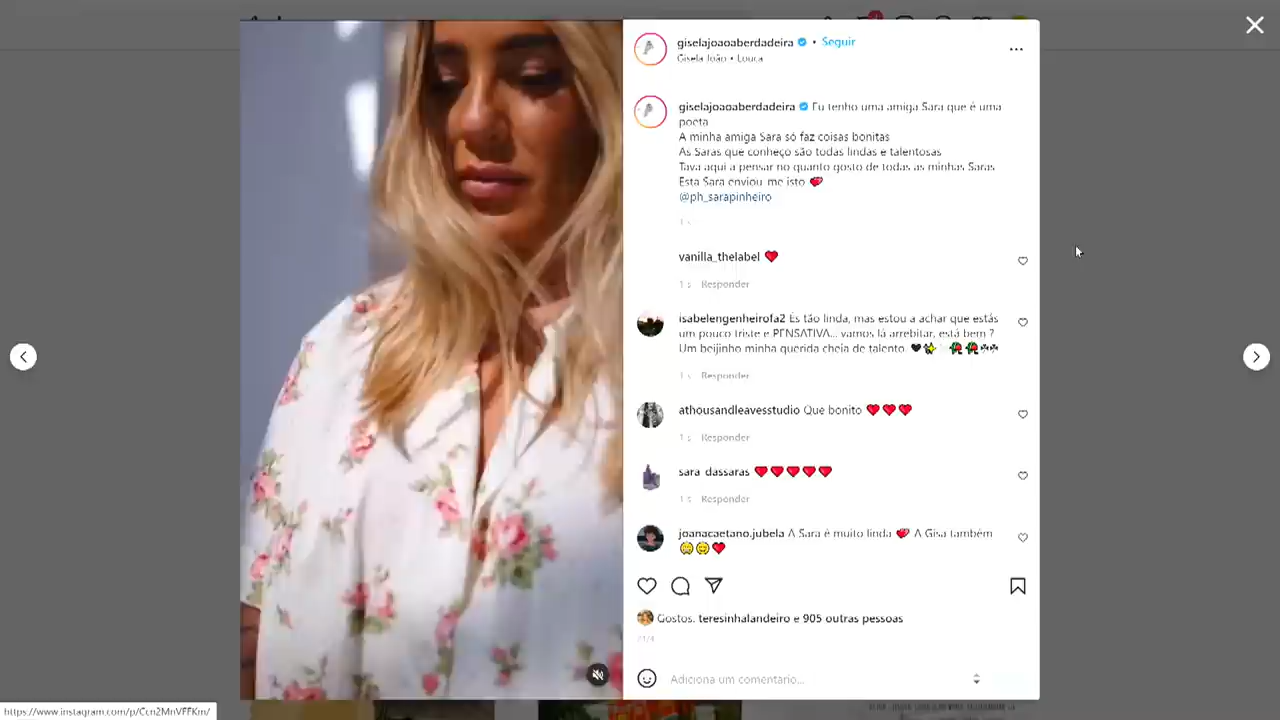 giselajoaoaberdadeira • Seguir
Gisela João • Louca
giselajoaoaberdadeira Eu tenho uma amiga Sara que é uma
poeta
A minha amiga Sara só faz coisas bonitas
As Saras que conheço são todas lindas e talentosas
Tava aqui a pensar no quanto gosto de todas as minhas Saras
Esta Sara enviou-me isto 💕
@ph_sarapinheiro
1 s
vanilla_thelabel ❤️
1 s Responder
isabelengenheirofa2 És tão linda, mas estou a achar que estás
um pouco triste e PENSATIVA... vamos lá arrebitar, está bem ?
Um beijinho minha querida cheia de talento
1 s Responder
athousandleavesstudio Que bonito ❤️❤️❤️
1 s Responder
sara_dassaras ❤️❤️❤️❤️❤️
1 s Responder
joanacaetano.jubela A Sara é muito linda 💕 A Gisa também
Gostos: teresinhalandeiro e 905 outras pessoas
Adiciona um comentário...
https://www.instagram.com/p/Ccn2MnVFFKm/